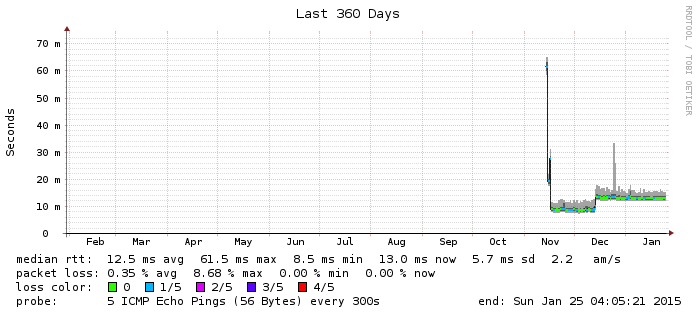 Last 360 Days
RRDTOOL / TOBI OETIKER
Seconds
70 m
60 m
50 m
40 m
30 m
20 m
10 m
0
Feb Mar Apr May Jun Jul Aug Sep Oct Nov Dec Jan
median rtt: 12.5 ms avg 61.5 ms max 8.5 ms min 13.0 ms now 5.7 ms sd 2.2 am/s
packet loss: 0.35 % avg 8.68 % max 0.00 % min 0.00 % now
loss color: 0 1/5 2/5 3/5 4/5
probe: 5 ICMP Echo Pings (56 Bytes) every 300s end: Sun Jan 25 04:05:21 2015